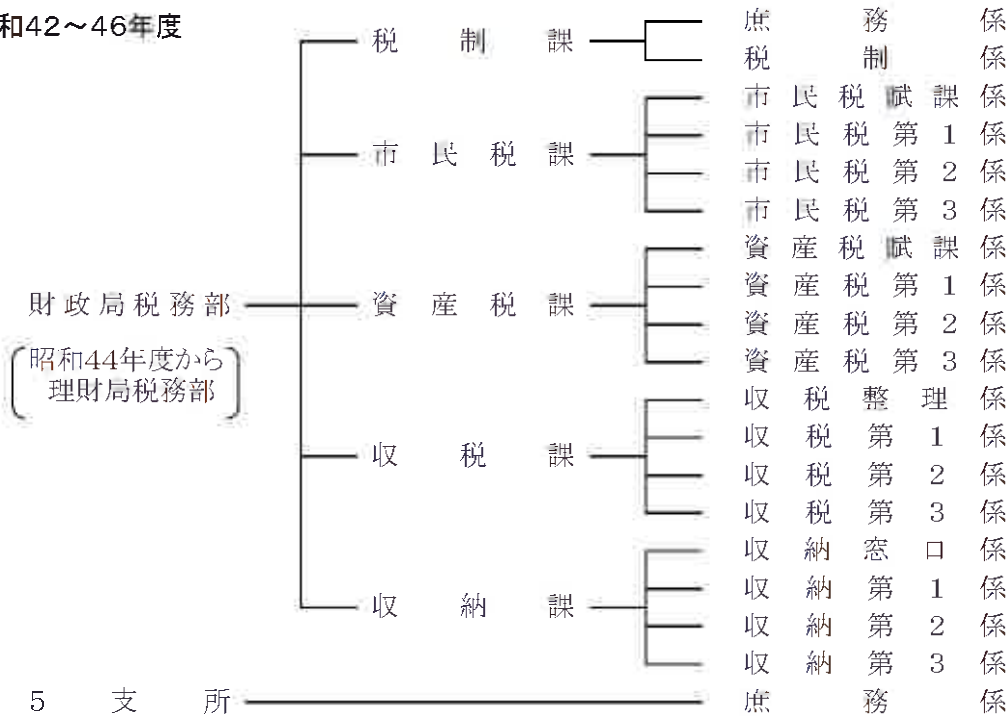 和42～46年度
税制課
庶務係
税制係
市民税課
市民税賦課係
市民税第1係
市民税第2係
市民税第3係
財政局税務部
昭和44年度から
理財局税務部
資産税課
資産税賦課係
資産税第1係
資産税第2係
資産税第3係
収税課
収税整理係
収税第1係
収税第2係
収税第3係
収納課
収納窓口係
収納第1係
収納第2係
収納第3係
5支所
庶務係